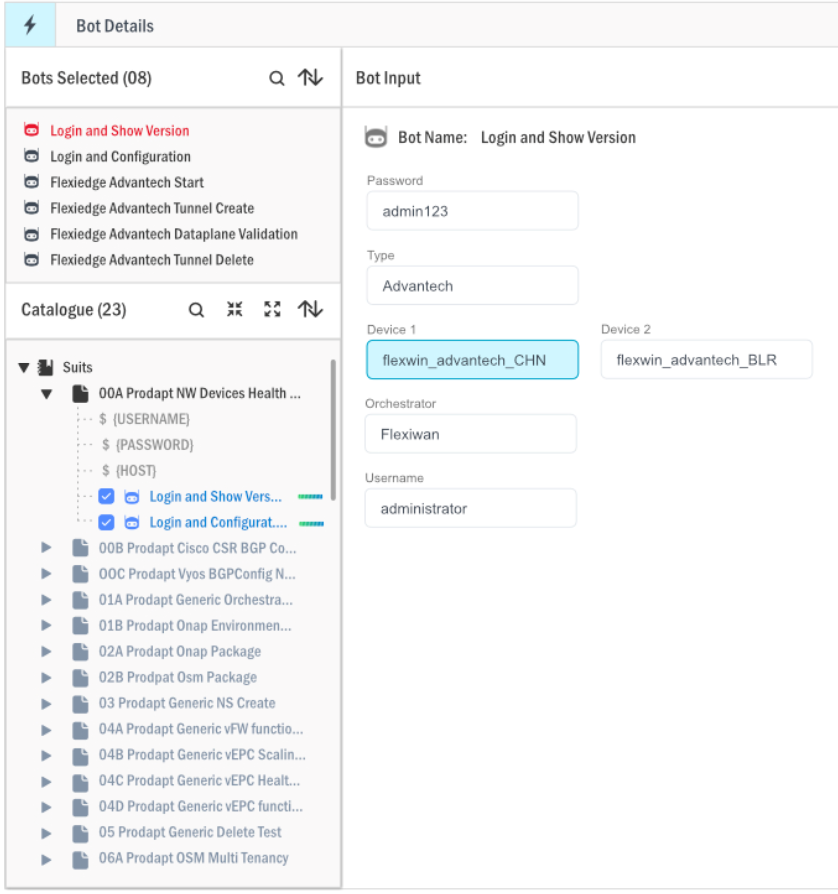 Bot Details
Bots Selected (08)
Login and Show Version
Login and Configuration
Flexiedge Advantech Start
Flexiedge Advantech Tunnel Create
Flexiedge Advantech Dataplane Validation
Flexiedge Advantech Tunnel Delete
Catalogue (23)
Suits
00A Prodapt NW Devices Health ...
$ {USERNAME}
$ {PASSWORD}
$ {HOST}
Login and Show Vers...
Login and Configurat....
00B Prodapt Cisco CSR BGP Co...
00C Prodapt Vyos BGPConfig N...
01A Prodapt Generic Orchestra...
01B Prodapt Onap Environmen...
02A Prodapt Onap Package
02B Prodpat Osm Package
03 Prodapt Generic NS Create
04A Prodapt Generic vFW functio...
04B Prodapt Generic vEPC Scalin...
04C Prodapt Generic vEPC Healt...
04D Prodapt Generic vEPC functi...
05 Prodapt Generic Delete Test
06A Prodapt OSM Multi Tenancy
Bot Input
Bot Name: Login and Show Version
Password
admin123
Type
Advantech
Device 1 Device 2
flexwin_advantech_CHN flexwin_advantech_BLR
Orchestrator
Flexiwan
Username
administrator